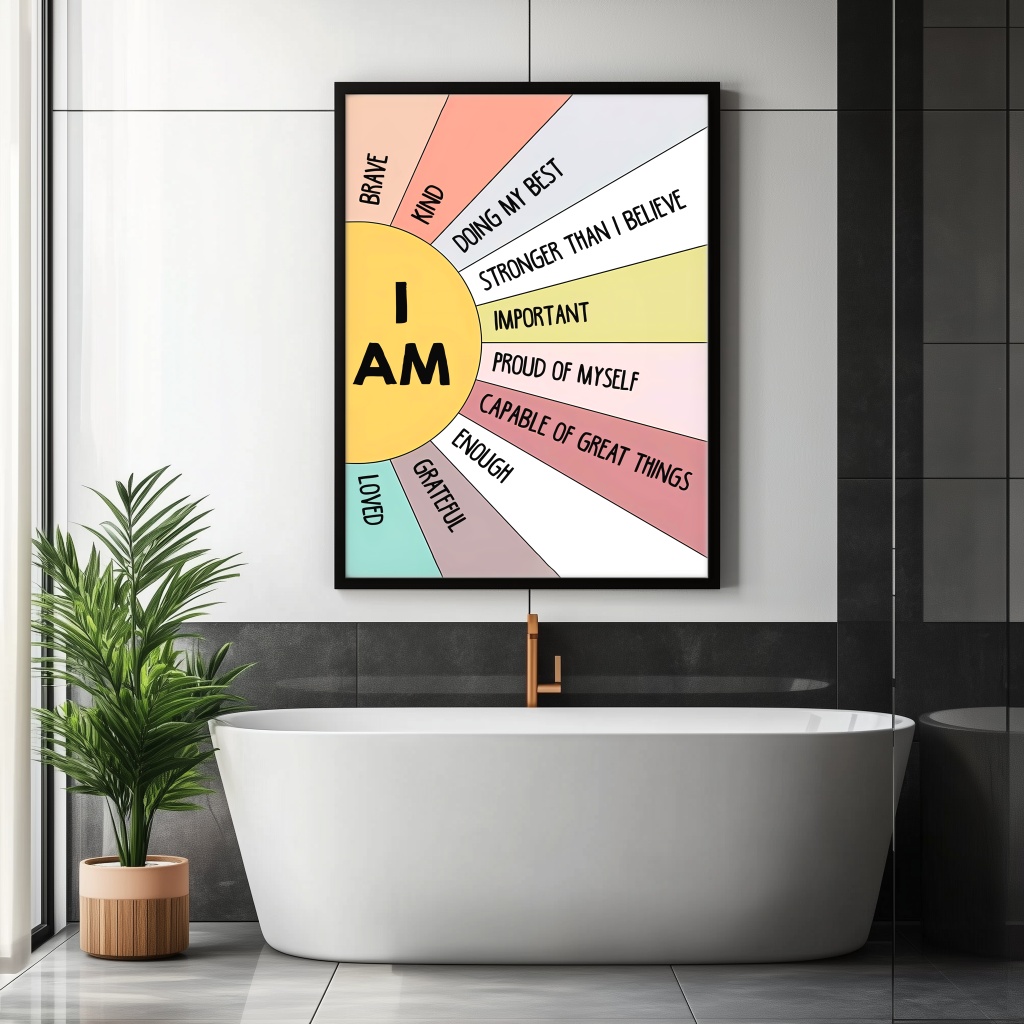 I
AM
BRAVE
KIND
DOING MY BEST
STRONGER THAN I BELIEVE
IMPORTANT
PROUD OF MYSELF
CAPABLE OF GREAT THINGS
ENOUGH
GRATEFUL
LOVED